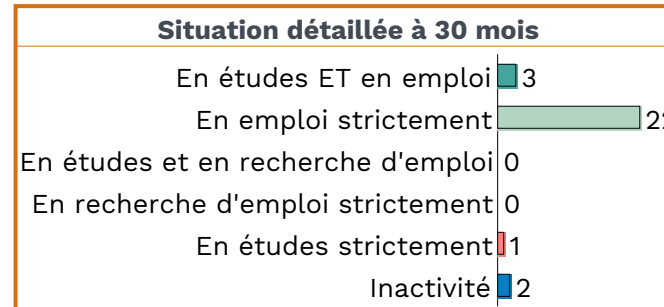 Situation détaillée à 30 mois
En études ET en emploi 3
En emploi strictement 22
En études et en recherche d'emploi 0
En recherche d'emploi strictement 0
En études strictement 1
Inactivité 2